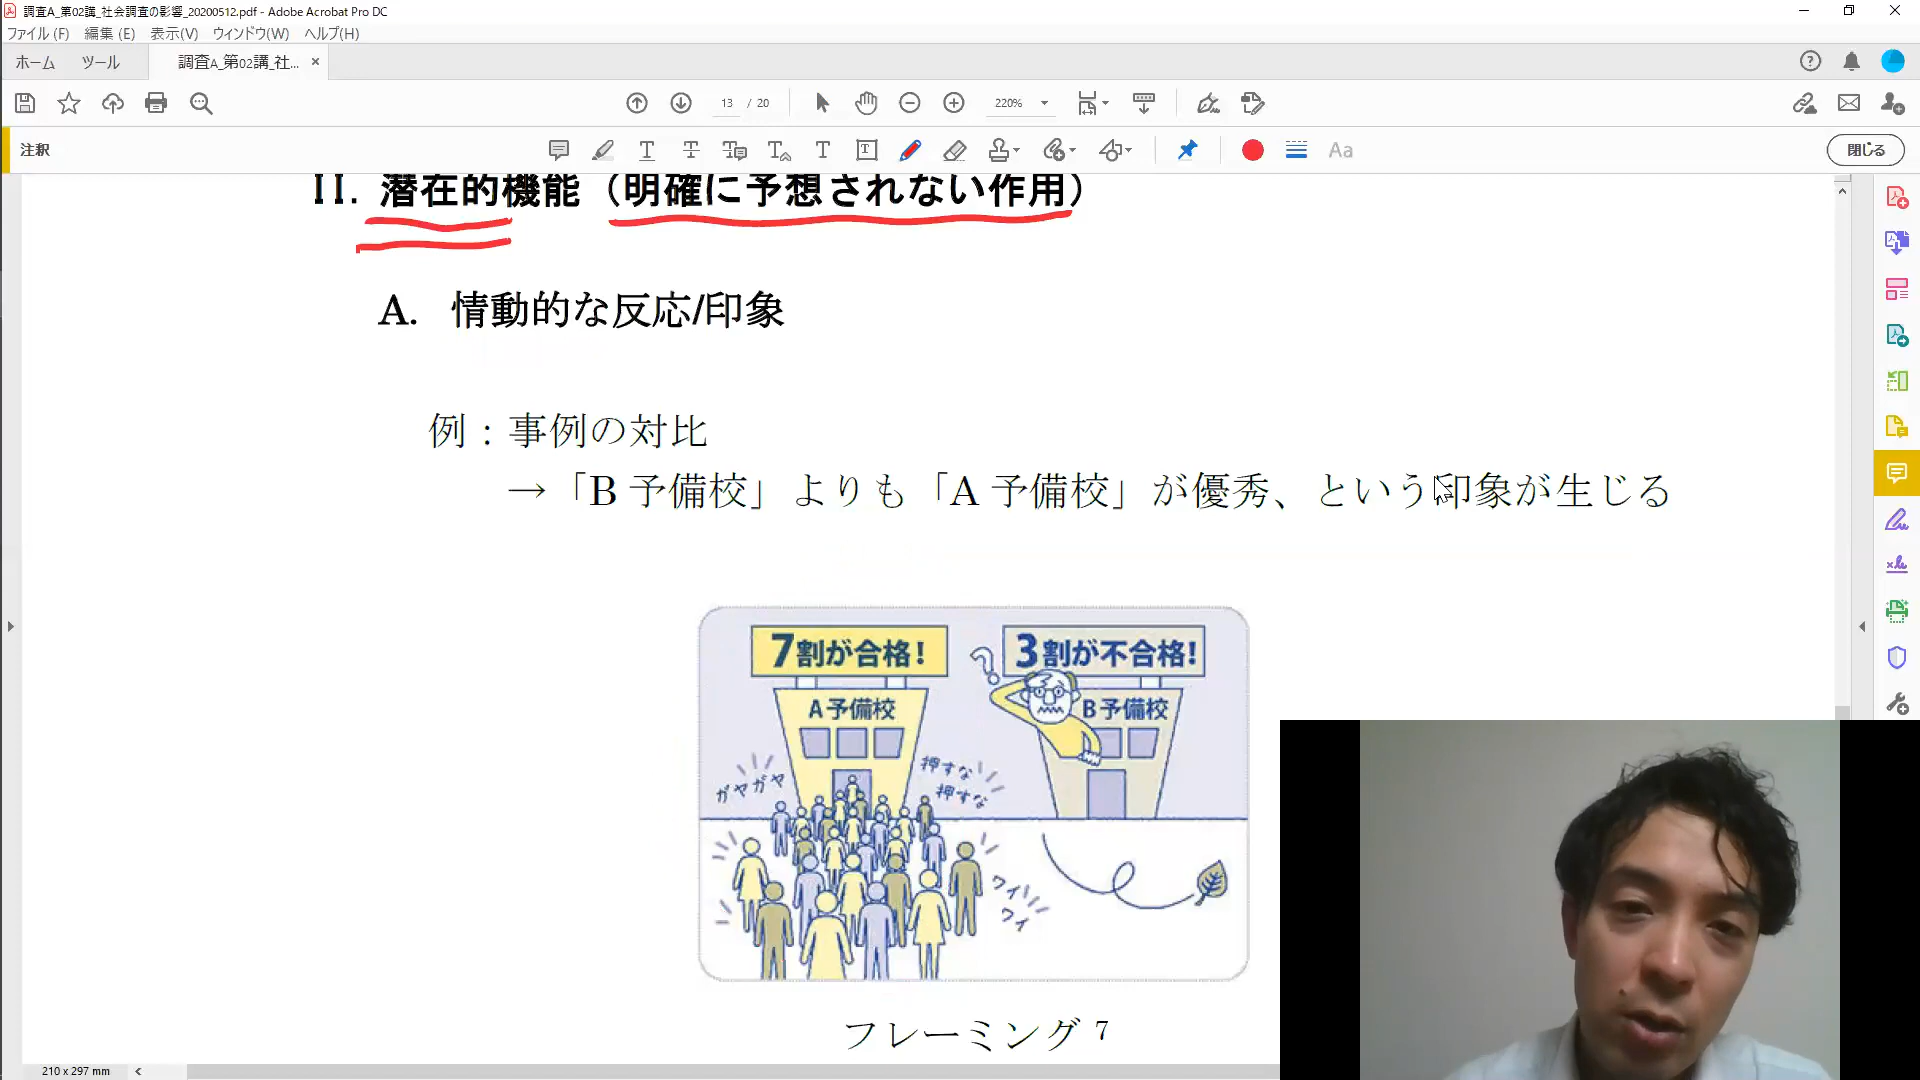 調査A_第02講_社会調査の影響_20200512.pdf - Adobe Acrobat Pro DC
ファイル(F) 編集(E) 表示(V) ウィンドウ(W) ヘルプ(H)
ホーム ツール 調査A_第02講_社... ×
13 / 20 220%
注釈 Aa 閉じる
II. 潜在的機能（明確に予想されない作用）
A. 情動的な反応/印象
例：事例の対比
→「B 予備校」よりも「A 予備校」が優秀、という印象が生じる
7割が合格！ 3割が不合格！
A予備校 B予備校
ガヤガヤ 押すな
押すな
ワイ
ワイ
フレーミング 7
210 x 297 mm